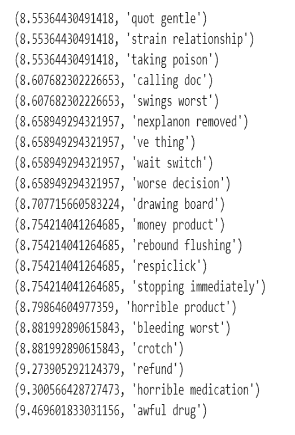 (8.55364430491418, 'quot gentle')
(8.55364430491418, 'strain relationship')
(8.55364430491418, 'taking poison')
(8.607682302226653, 'calling doc')
(8.607682302226653, 'swings worst')
(8.658949294321957, 'nexplanon removed')
(8.658949294321957, 've thing')
(8.658949294321957, 'wait switch')
(8.658949294321957, 'worse decision')
(8.707715660583224, 'drawing board')
(8.754214041264685, 'money product')
(8.754214041264685, 'rebound flushing')
(8.754214041264685, 'respiclick')
(8.754214041264685, 'stopping immediately')
(8.79864604977359, 'horrible product')
(8.881992890615843, 'bleeding worst')
(8.881992890615843, 'crotch')
(9.273905292124379, 'refund')
(9.300566428727473, 'horrible medication')
(9.469601833031156, 'awful drug')